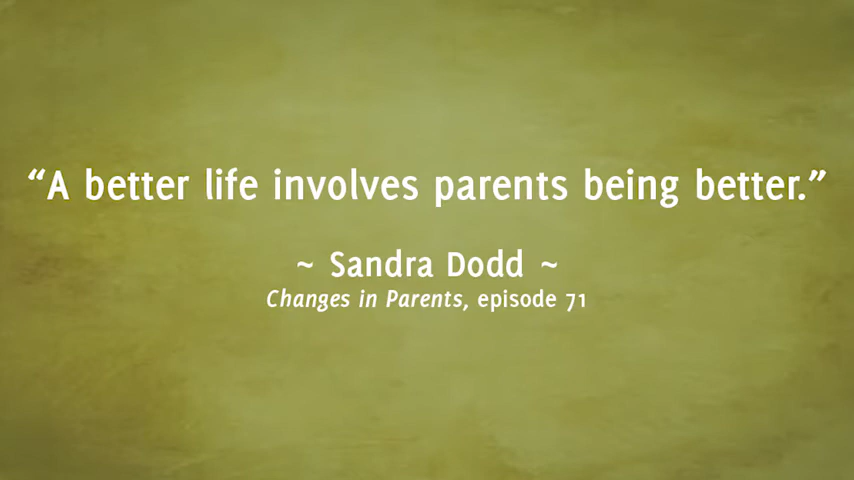 “A better life involves parents being better.”
~ Sandra Dodd ~
Changes in Parents, episode 71